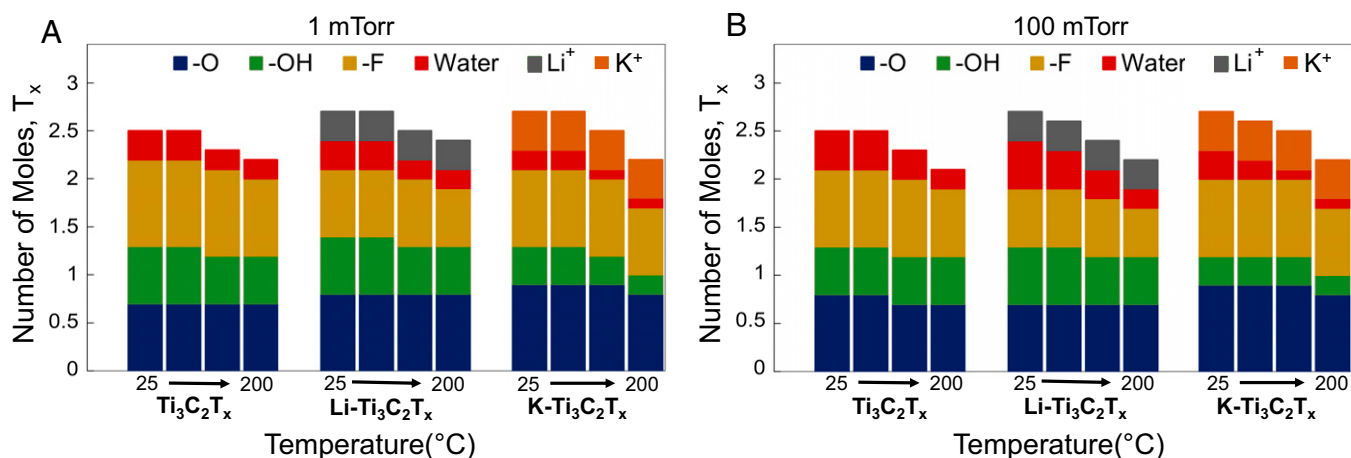 A
1 mTorr
-O -OH -F Water Li⁺ K⁺
Number of Moles, Tₓ
3
2.5
2
1.5
1
0.5
0
25 200 25 200 25 200
Ti₃C₂Tₓ Li-Ti₃C₂Tₓ K-Ti₃C₂Tₓ
Temperature(°C)
B
100 mTorr
-O -OH -F Water Li⁺ K⁺
Number of Moles, Tₓ
3
2.5
2
1.5
1
0.5
0
25 200 25 200 25 200
Ti₃C₂Tₓ Li-Ti₃C₂Tₓ K-Ti₃C₂Tₓ
Temperature(°C)